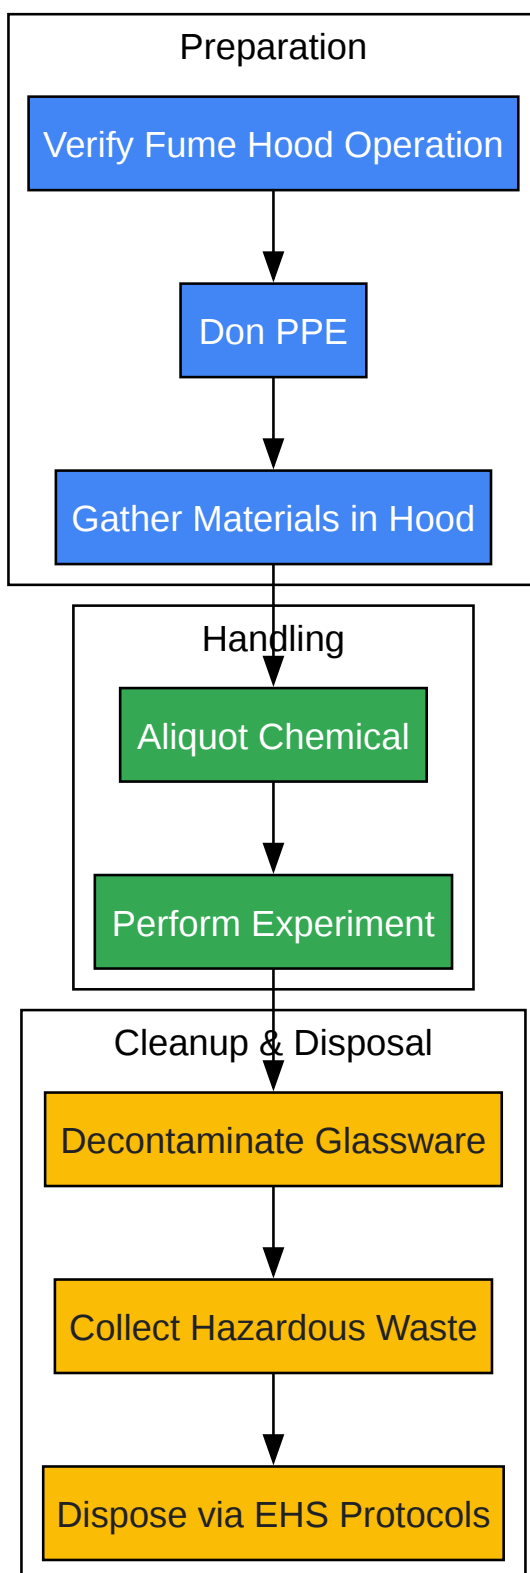 Preparation
Verify Fume Hood Operation
Don PPE
Gather Materials in Hood
Handling
Aliquot Chemical
Perform Experiment
Cleanup & Disposal
Decontaminate Glassware
Collect Hazardous Waste
Dispose via EHS Protocols